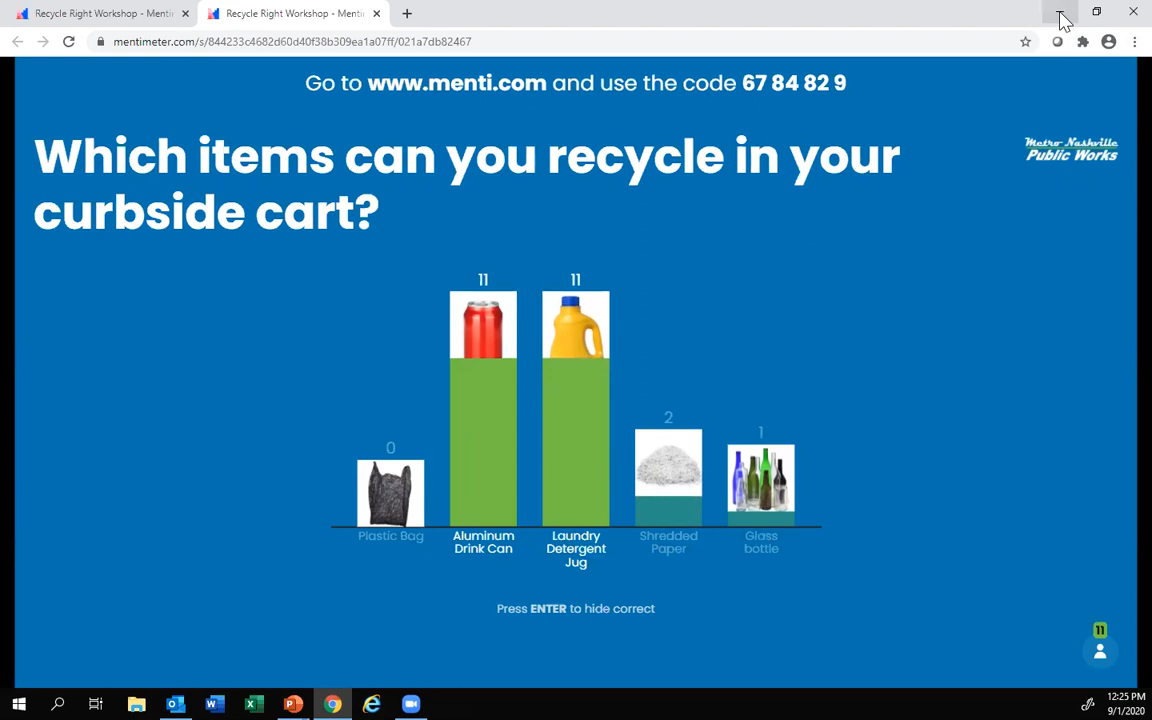 Recycle Right Workshop - Menti
Recycle Right Workshop - Menti
mentimeter.com/s/844233c4682d60d40f38b309ea1a07ff/021a7db82467
Go to www.menti.com and use the code 67 84 82 9
Which items can you recycle in your
curbside cart?
Metro Nashville
Public Works
11
11
2
1
0
Plastic Bag
Aluminum
Drink Can
Laundry
Detergent
Jug
Shredded
Paper
Glass
bottle
Press ENTER to hide correct
11
12:25 PM
9/1/2020